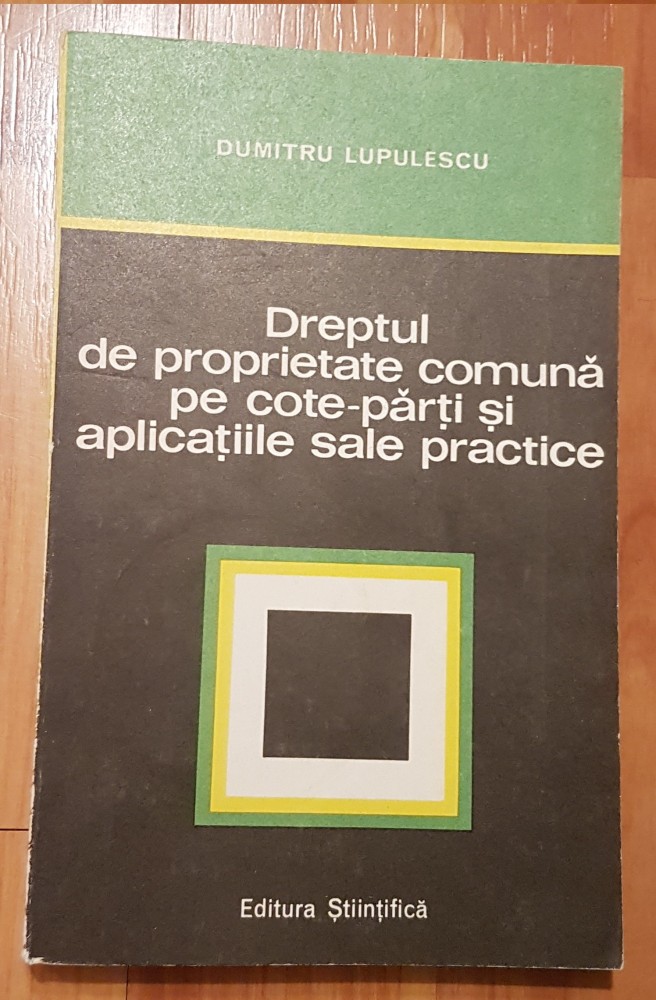 DUMITRU LUPULESCU
Dreptul
de proprietate comună
pe cote-părți și
aplicațiile sale practice
Editura Științifică